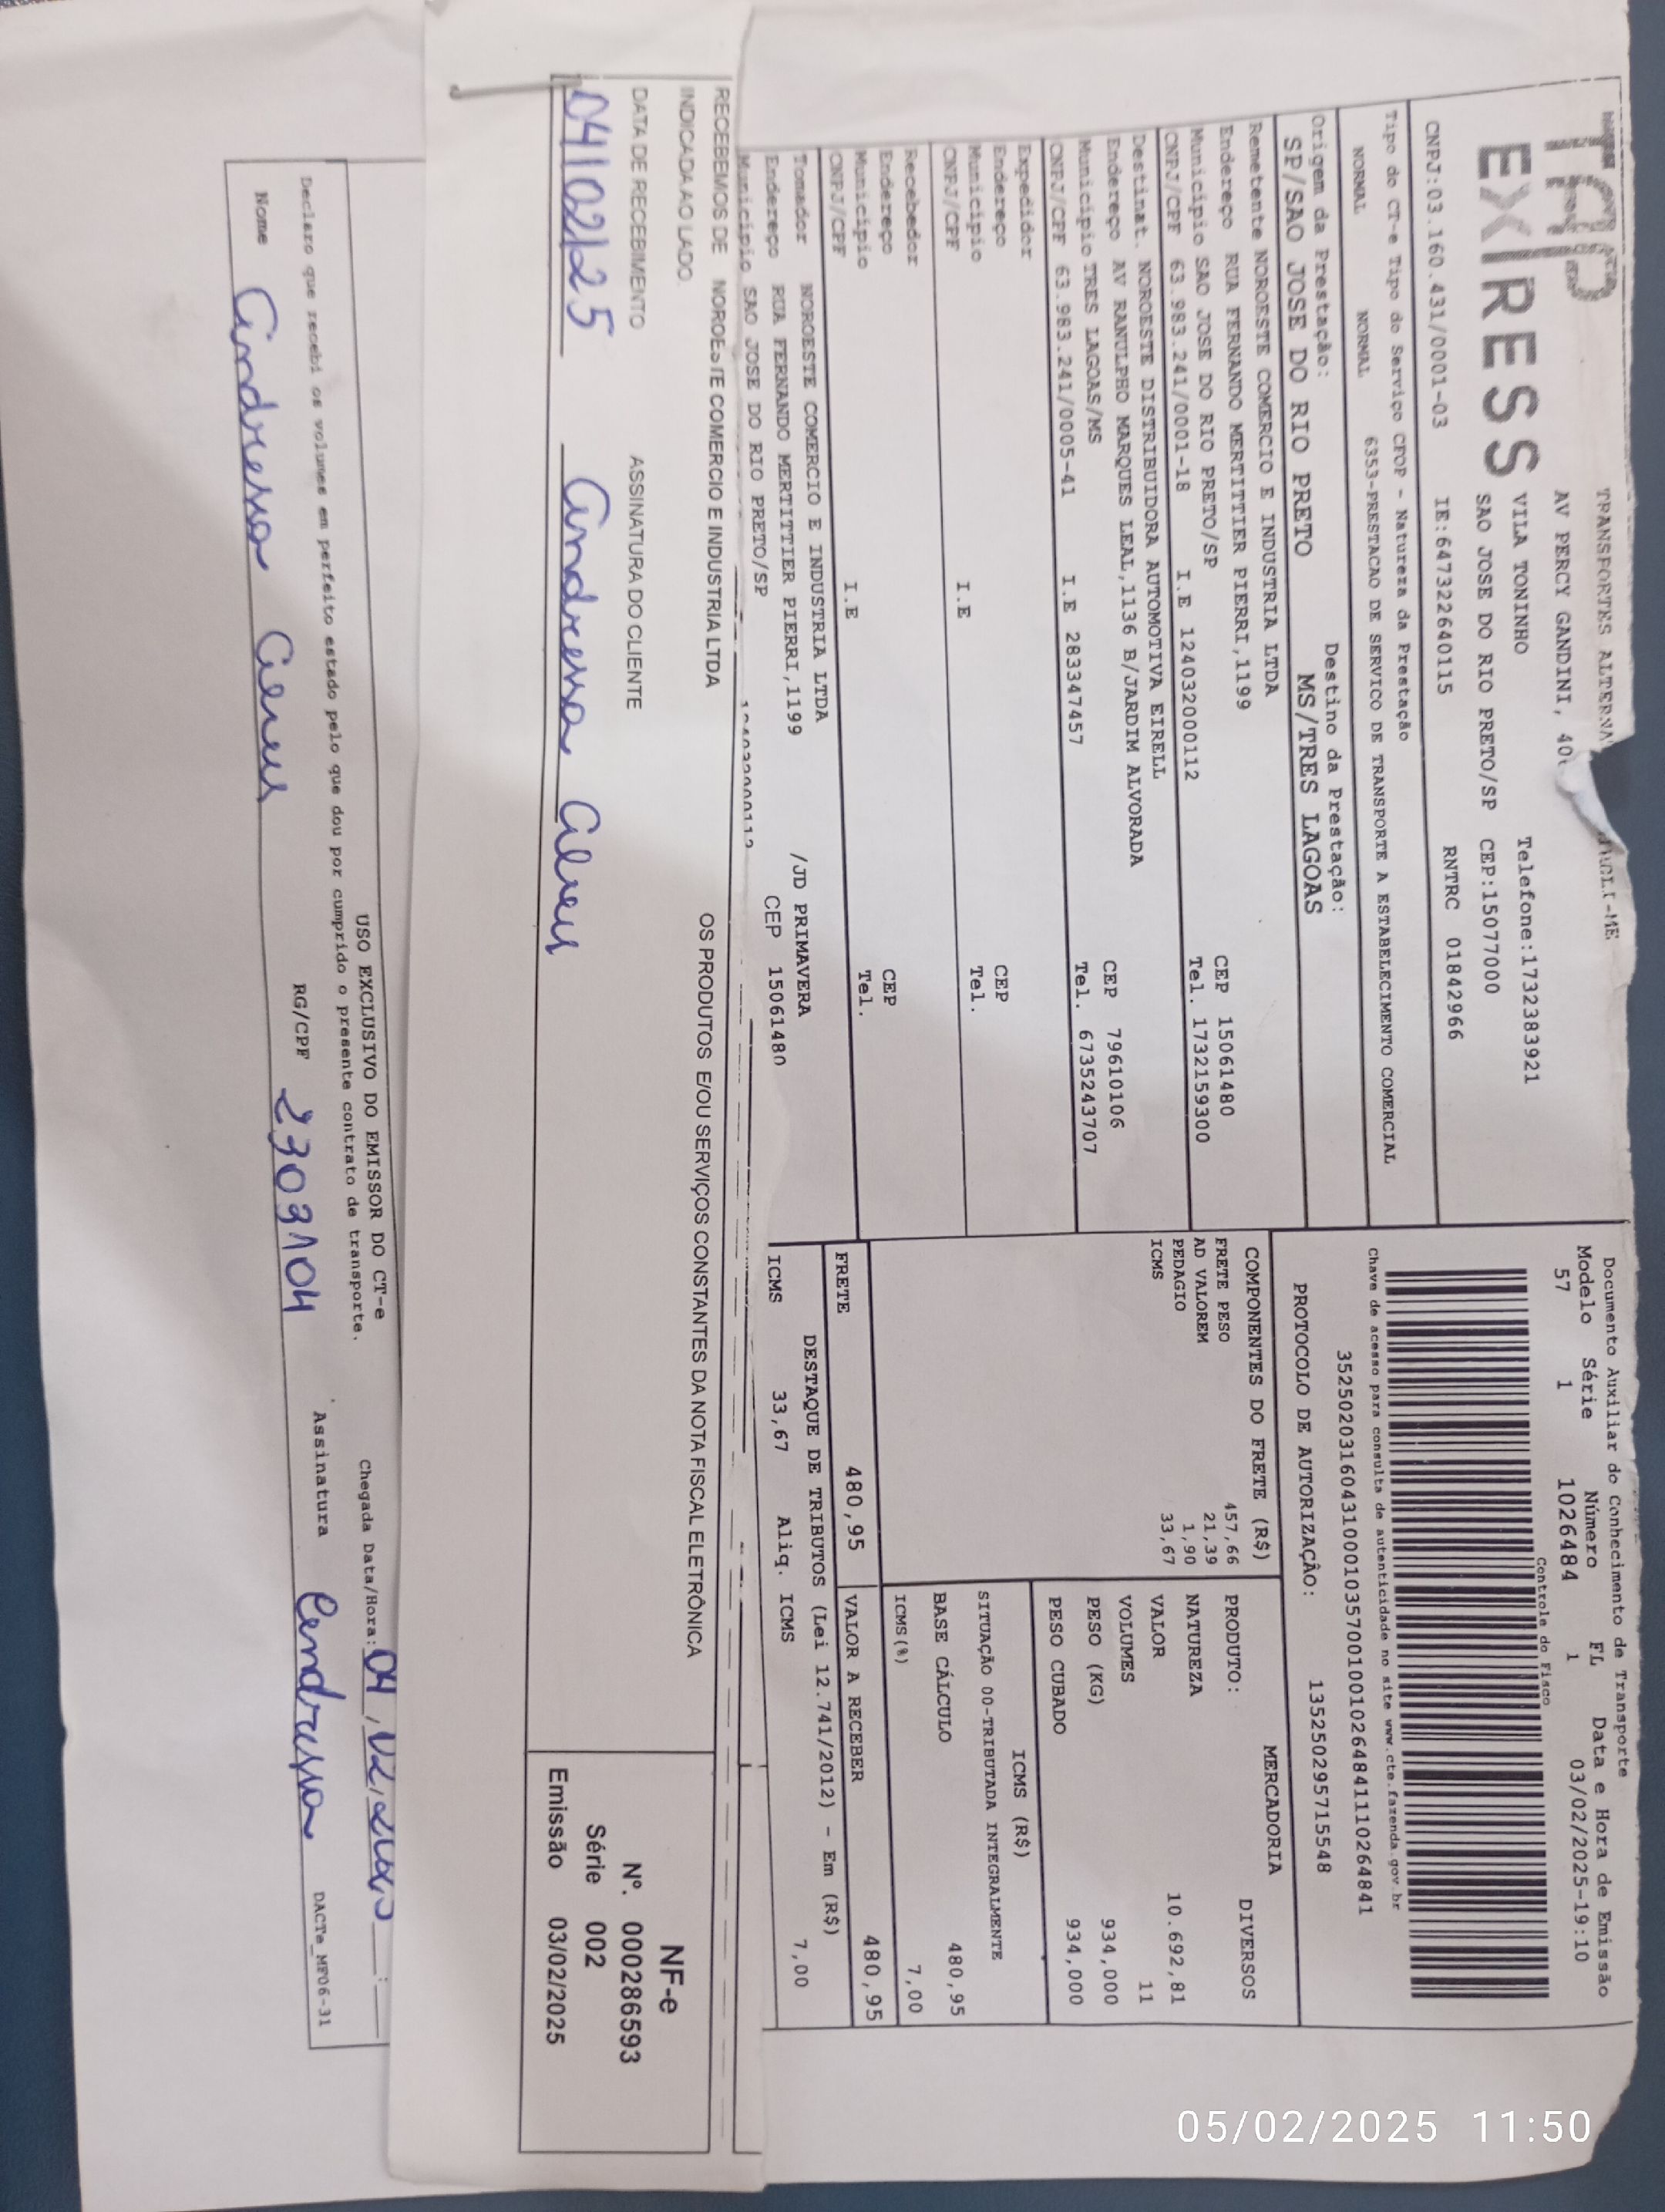 EXPRESS
TRANSPORTES
AV PERCY GANDINI,
VILA TONINHO
Telefone:1732383921
SAO JOSE DO RIO PRETO/SP CEP:15077000
CNPJ:03.160.431/0001-03 IE:647322640115 RNTRC 01842966
Tipo do CT-e Tipo do Serviço CFOP - Natureza da Prestação
NORMAL NORMAL 6353-PRESTACAO DE SERVICO DE TRANSPORTE A ESTABELECIMENTO COMERCIAL
Origem da Prestação: Destino da Prestação:
SP/SAO JOSE DO RIO PRETO MS/TRES LAGOAS
Remetente NOROESTE COMERCIO E INDUSTRIA LTDA
Endereço RUA FERNANDO MERTITTIER PIERRI,1199 CEP 15061480
Municipio SAO JOSE DO RIO PRETO/SP Tel. 1732159300
CNPJ/CPF 63.983.241/0001-18 I.E 124032000112
Destinat. NOROESTE DISTRIBUIDORA AUTOMOTIVA EIRELL
Endereço AV RANULPHO MARQUES LEAL,1136 B/JARDIM ALVORADA CEP 79610106
Municipio TRES LAGOAS/MS Tel. 6735243707
CNPJ/CPF 63.983.241/0005-41 I.E 283347457
Expedidor
Endereço CEP
Municipio Tel.
CNPJ/CPF I.E
Recebedor
Endereço CEP
Municipio Tel.
CNPJ/CPF I.E
Tomador NOROESTE COMERCIO E INDUSTRIA LTDA
Endereço RUA FERNANDO MERTITTIER PIERRI,1199 /JD PRIMAVERA
Municipio SAO JOSE DO RIO PRETO/SP CEP 15061480
Documento Auxiliar do Conhecimento de Transporte
Modelo Série Número FL Data e Hora de Emissão
57 1 1026484 1 03/02/2025-19:10
Controle do Fisco
Chave de acesso para consulta de autenticidade no site www.cte.fazenda.gov.br
35250203160431000103570010010264841110264841
PROTOCOLO DE AUTORIZAÇÃO: 135250295715548
COMPONENTES DO FRETE (R$)
FRETE PESO 457,66
AD VALOREM 21,39
PEDAGIO 1,90
ICMS 33,67
MERCADORIA
PRODUTO: DIVERSOS
NATUREZA
VALOR 10.692,81
VOLUMES 11
PESO (KG) 934,000
PESO CUBADO 934,000
ICMS (R$)
SITUAÇÃO 00-TRIBUTADA INTEGRALMENTE
BASE CÁLCULO 480,95
ICMS(%) 7,00
FRETE 480,95 VALOR A RECEBER 480,95
DESTAQUE DE TRIBUTOS (Lei 12.741/2012) - Em (R$)
ICMS 33,67 Aliq. ICMS 7,00
RECEBEMOS DE NOROESTE COMERCIO E INDUSTRIA LTDA OS PRODUTOS E/OU SERVIÇOS CONSTANTES DA NOTA FISCAL ELETRÔNICA
INDICADA AO LADO.
DATA DE RECEBIMENTO ASSINATURA DO CLIENTE
04/02/25 Andressa Alves
NF-e
Nº. 000286593
Série 002
Emissão 03/02/2025
USO EXCLUSIVO DO EMISSOR DO CT-e
Chegada Data/Hora: 04
Declaro que recebi os volumes em perfeito estado pelo que dou por cumprido o presente contrato de transporte.
Nome Andressa Alves RG/CPF 2309104 Assinatura Andressa
DACTe_MP06-31
05/02/2025 11:50